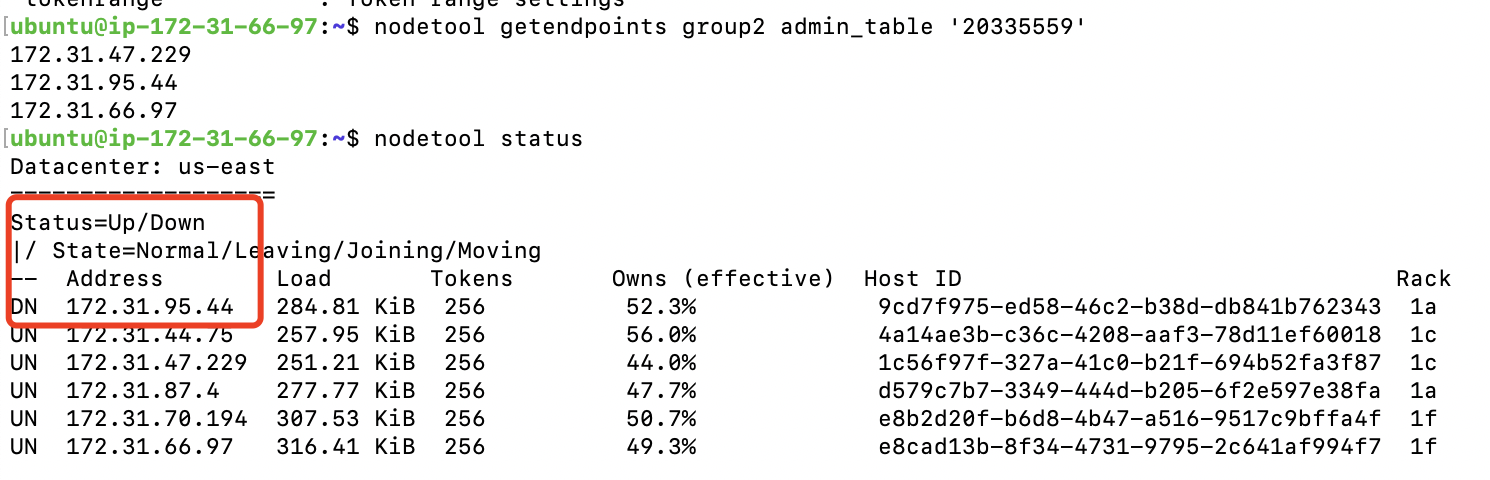 tokenrange : Token range settings
[ubuntu@ip-172-31-66-97:~$ nodetool getendpoints group2 admin_table '20335559'
172.31.47.229
172.31.95.44
172.31.66.97
[ubuntu@ip-172-31-66-97:~$ nodetool status
Datacenter: us-east
===================
Status=Up/Down
|/ State=Normal/Leaving/Joining/Moving
--  Address        Load       Tokens         Owns (effective)  Host ID                               Rack
DN  172.31.95.44   284.81 KiB  256          52.3%             9cd7f975-ed58-46c2-b38d-db841b762343  1a
UN  172.31.44.75   257.95 KiB  256          56.0%             4a14ae3b-c36c-4208-aaf3-78d11ef60018  1c
UN  172.31.47.229  251.21 KiB  256          44.0%             1c56f97f-327a-41c0-b21f-694b52fa3f87  1c
UN  172.31.87.4    277.77 KiB  256          47.7%             d579c7b7-3349-444d-b205-6f2e597e38fa  1a
UN  172.31.70.194  307.53 KiB  256          50.7%             e8b2d20f-b6d8-4b47-a516-9517c9bffa4f  1f
UN  172.31.66.97   316.41 KiB  256          49.3%             e8cad13b-8f34-4731-9795-2c641af994f7  1f